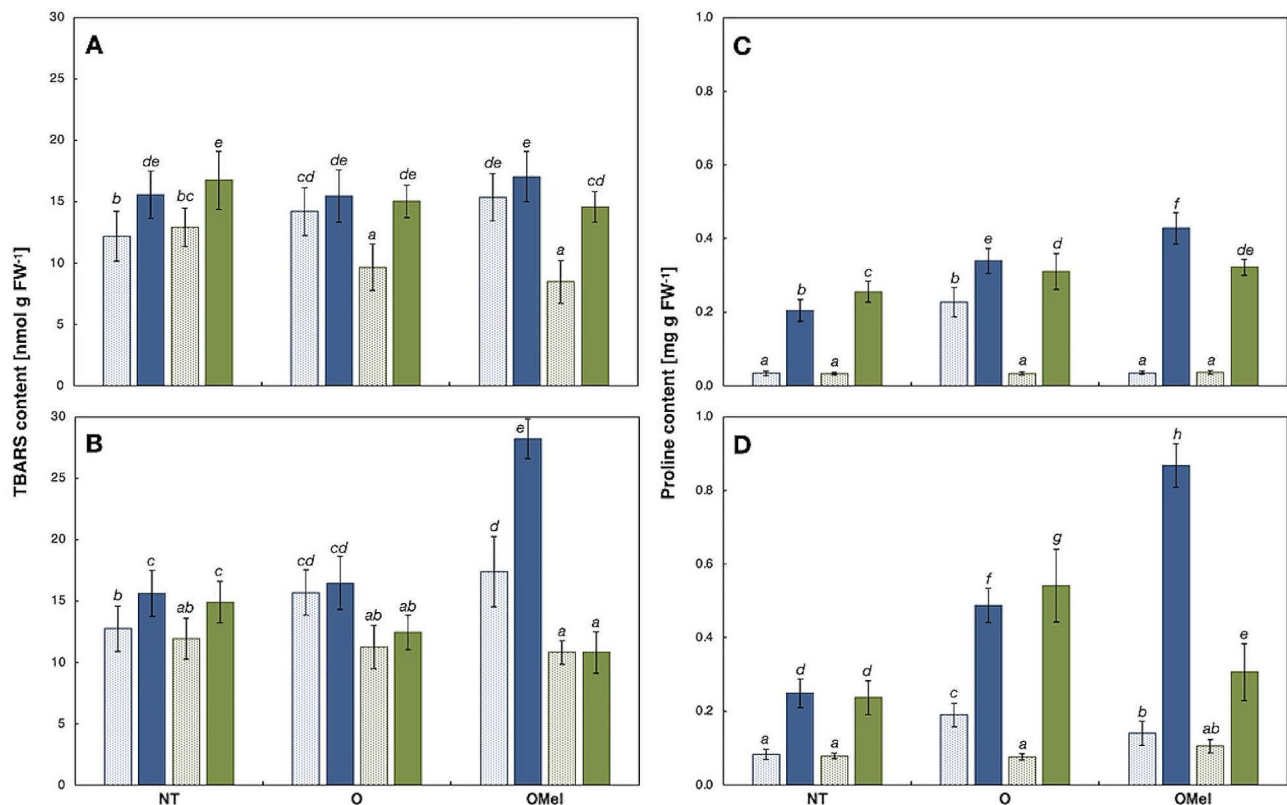 A
TBARS content [nmol g FW-1]
30
25
20
15
10
5
0
b de bc e
cd de a de
de e a cd
B
30
25
20
15
10
5
0
b c ab c
cd cd ab ab
d e a a
NT O OMel
C
Proline content [mg g FW-1]
1.0
0.8
0.6
0.4
0.2
0.0
a b a c
b e a d
a f a de
D
1.0
0.8
0.6
0.4
0.2
0.0
a d a d
c f a g
b h ab e
NT O OMel